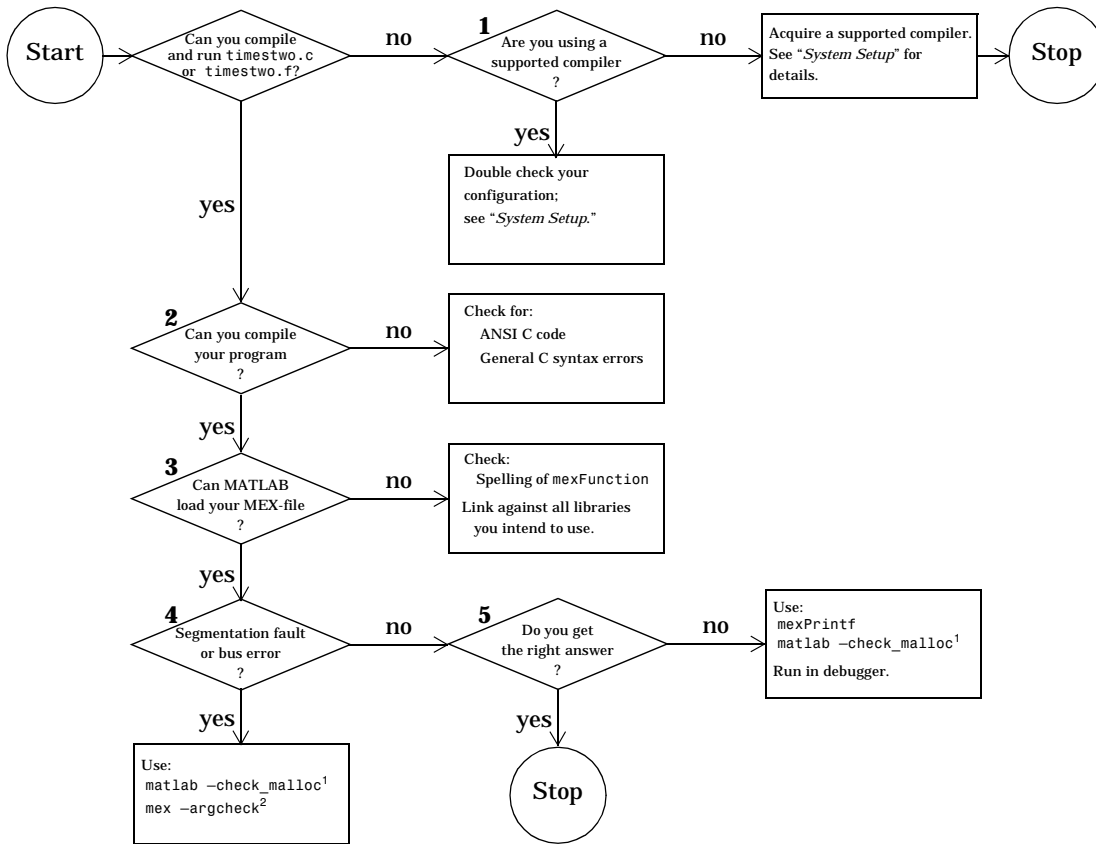 Start
Can you compile
and run timestwo.c
or timestwo.f?
no
1
Are you using a
supported compiler
?
no
Acquire a supported compiler.
See “System Setup” for
details.
Stop
yes
Double check your
configuration;
see “System Setup.”
yes
2
Can you compile
your program
?
no
Check for:
ANSI C code
General C syntax errors
yes
3
Can MATLAB
load your MEX-file
?
no
Check:
Spelling of mexFunction
Link against all libraries
you intend to use.
yes
4
Segmentation fault
or bus error
?
no
5
Do you get
the right answer
?
no
Use:
mexPrintf
matlab –check_malloc1
Run in debugger.
yes
Use:
matlab –check_malloc1
mex –argcheck2
yes
Stop